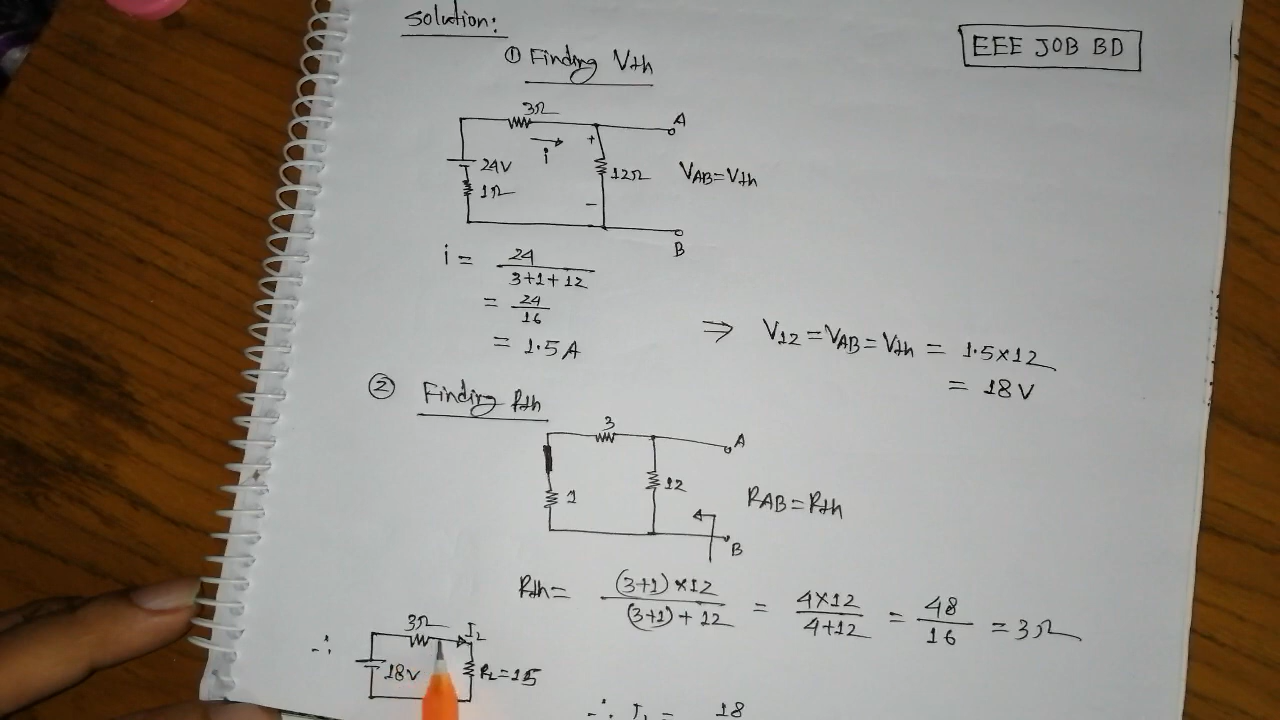 Solution:
EEE JOB BD
① Finding Vth
3Ω
A
i
+
24V
12Ω
VAB=Vth
1Ω
−
B
i = 24/(3+1+12)
= 24/16
= 1.5A
⇒ V12 = VAB = Vth = 1.5×12
= 18V
② Finding Rth
3
A
12
1
RAB=Rth
B
Rth = ((3+1)×12)/((3+1)+12) = (4×12)/(4+12) = 48/16 = 3Ω
∴
3Ω
IL
18V
RL=15
∴ IL = 18